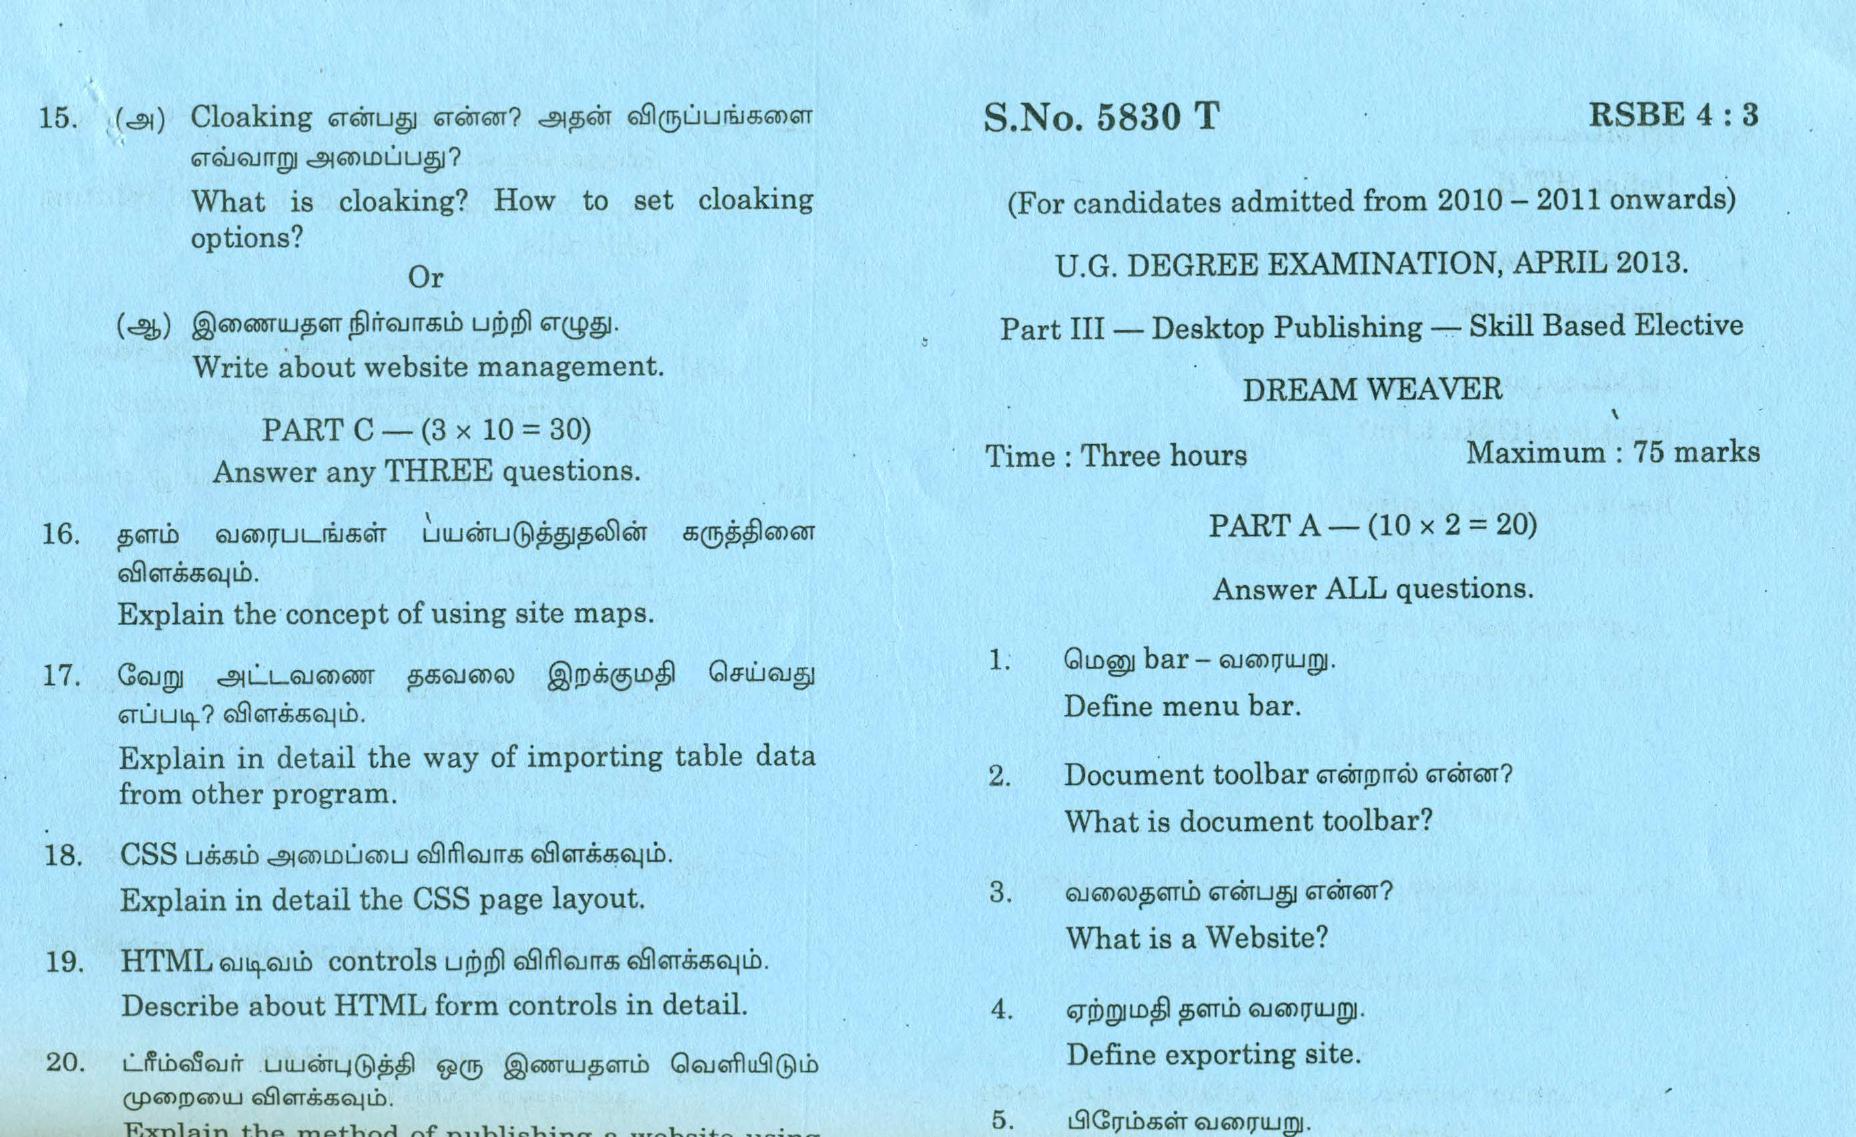 15. (அ) Cloaking என்பது என்ன? அதன் விருப்பங்களை
எவ்வாறு அமைப்பது?
What is cloaking? How to set cloaking
options?
Or
(ஆ) இணையதள நிர்வாகம் பற்றி எழுது.
Write about website management.
PART C — (3 × 10 = 30)
Answer any THREE questions.
16. தளம் வரைபடங்கள் பயன்படுத்துதலின் கருத்தினை
விளக்கவும்.
Explain the concept of using site maps.
17. வேறு அட்டவணை தகவலை இறக்குமதி செய்வது
எப்படி? விளக்கவும்.
Explain in detail the way of importing table data
from other program.
18. CSS பக்கம் அமைப்பை விரிவாக விளக்கவும்.
Explain in detail the CSS page layout.
19. HTML வடிவம் controls பற்றி விரிவாக விளக்கவும்.
Describe about HTML form controls in detail.
20. ட்ரீம்வீவர் பயன்புடுத்தி ஒரு இணயதளம் வெளியிடும்
முறையை விளக்கவும்.
Explain the method of publishing a website using
S.No. 5830 T RSBE 4 : 3
(For candidates admitted from 2010 – 2011 onwards)
U.G. DEGREE EXAMINATION, APRIL 2013.
Part III — Desktop Publishing — Skill Based Elective
DREAM WEAVER
Time : Three hours Maximum : 75 marks
PART A — (10 × 2 = 20)
Answer ALL questions.
1. மெனு bar – வரையறு.
Define menu bar.
2. Document toolbar என்றால் என்ன?
What is document toolbar?
3. வலைதளம் என்பது என்ன?
What is a Website?
4. ஏற்றுமதி தளம் வரையறு.
Define exporting site.
5. பிரேம்கள் வரையறு.